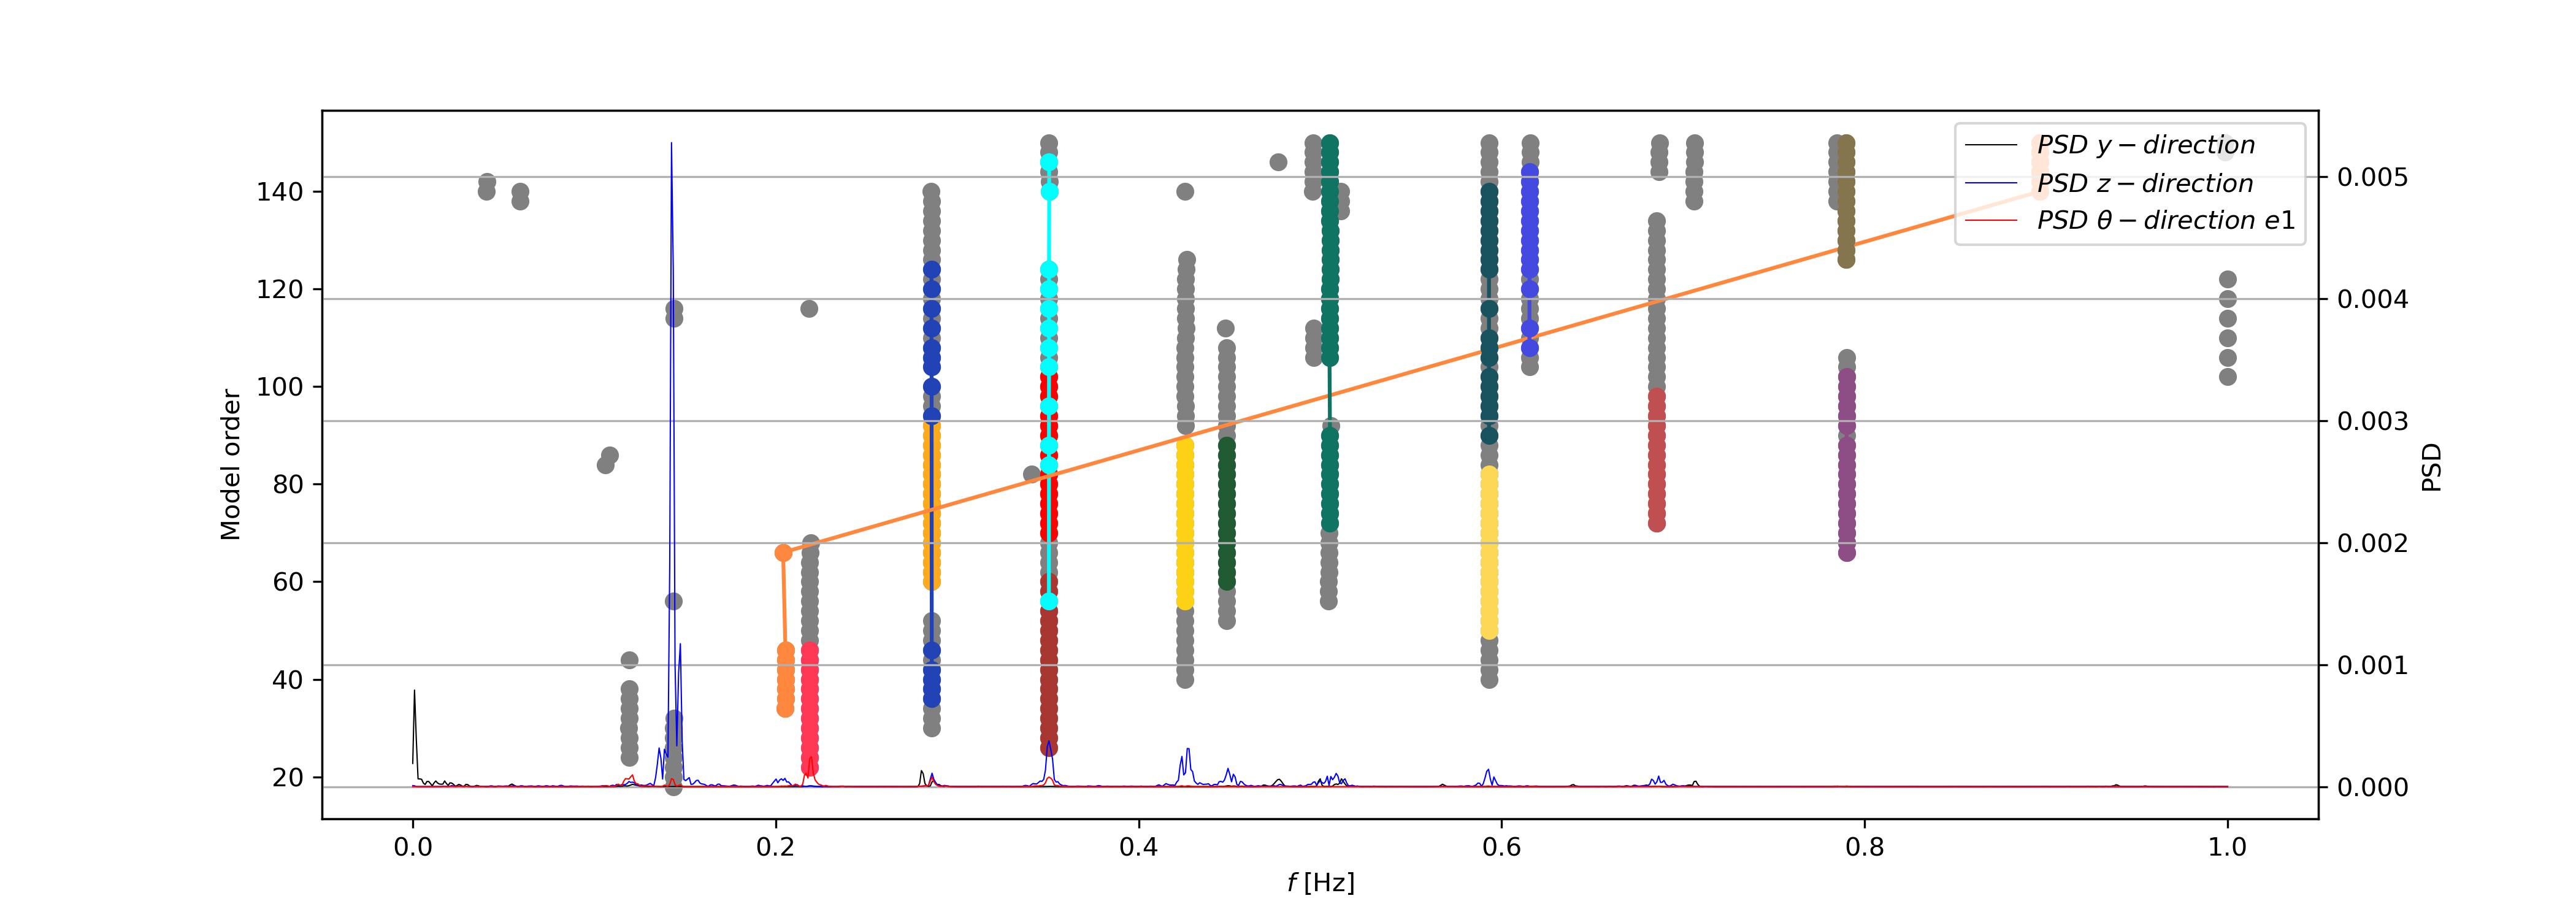 PSD y − direction
PSD z − direction
PSD θ − direction e1
140
120
100
80
60
40
20
Model order
0.005
0.004
0.003
0.002
0.001
0.000
PSD
0.0 0.2 0.4 0.6 0.8 1.0
f [Hz]